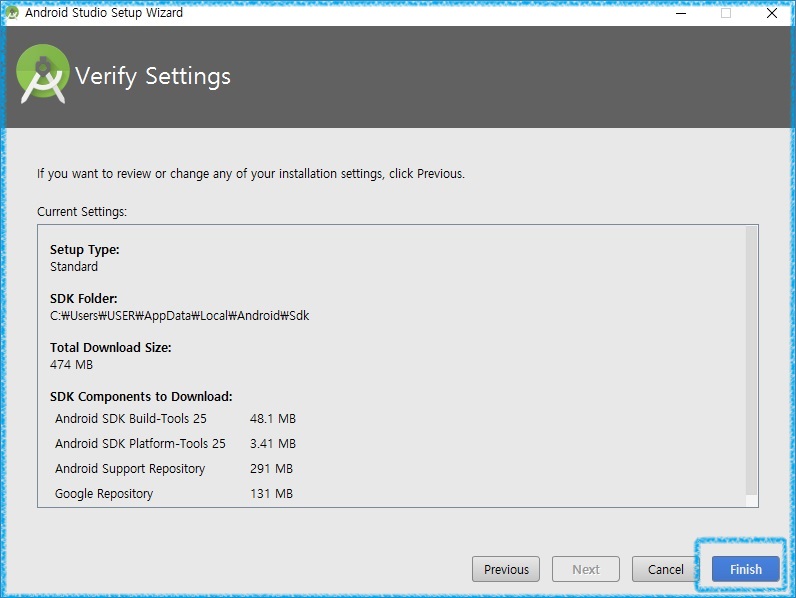 Android Studio Setup Wizard
Verify Settings
If you want to review or change any of your installation settings, click Previous.
Current Settings:
Setup Type:
Standard
SDK Folder:
C:₩Users₩USER₩AppData₩Local₩Android₩Sdk
Total Download Size:
474 MB
SDK Components to Download:
Android SDK Build-Tools 25 48.1 MB
Android SDK Platform-Tools 25 3.41 MB
Android Support Repository 291 MB
Google Repository 131 MB
Previous Next Cancel Finish